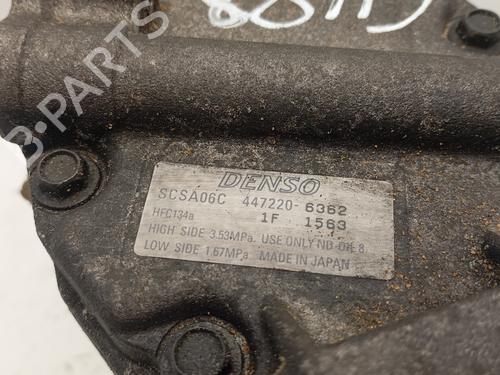 B-PARTS
DENSO
SCSA06C 447220-6362
HFC134a 1F 1563
HIGH SIDE 3.53MPa. USE ONLY ND-OIL 8
LOW SIDE 1.67MPa. MADE IN JAPAN